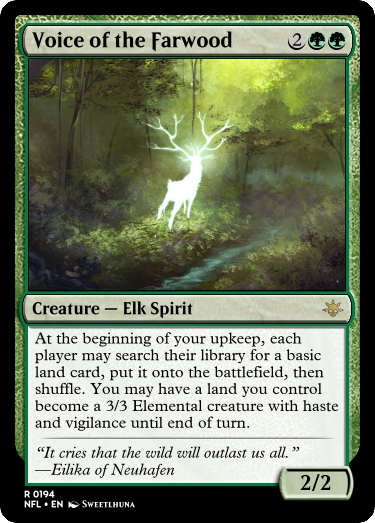 Voice of the Farwood 2
Creature — Elk Spirit
At the beginning of your upkeep, each
player may search their library for a basic
land card, put it onto the battlefield, then
shuffle. You may have a land you control
become a 3/3 Elemental creature with haste
and vigilance until end of turn.
“It cries that the wild will outlast us all.”
—Eilika of Neuhafen
2/2
R 0194
NFL • EN Sweetlhuna